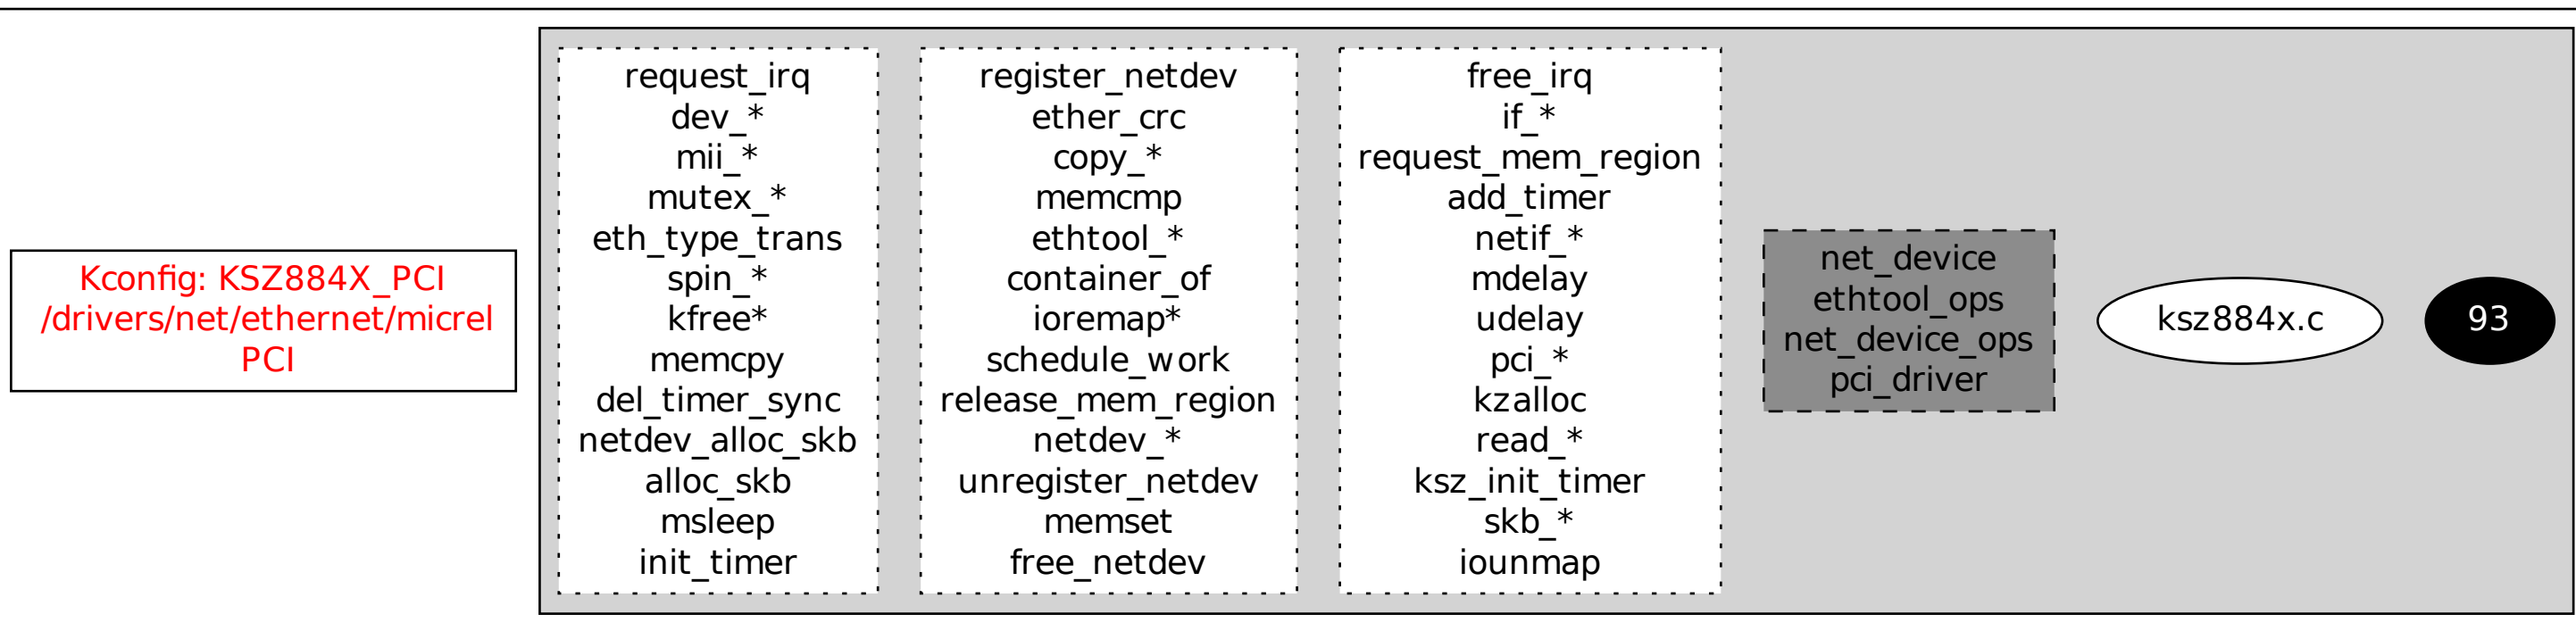 Kconfig: KSZ884X_PCI
/drivers/net/ethernet/micrel
PCI
request_irq
dev_*
mii_*
mutex_*
eth_type_trans
spin_*
kfree*
memcpy
del_timer_sync
netdev_alloc_skb
alloc_skb
msleep
init_timer
register_netdev
ether_crc
copy_*
memcmp
ethtool_*
container_of
ioremap*
schedule_work
release_mem_region
netdev_*
unregister_netdev
memset
free_netdev
free_irq
if_*
request_mem_region
add_timer
netif_*
mdelay
udelay
pci_*
kzalloc
read_*
ksz_init_timer
skb_*
iounmap
net_device
ethtool_ops
net_device_ops
pci_driver
ksz884x.c
93